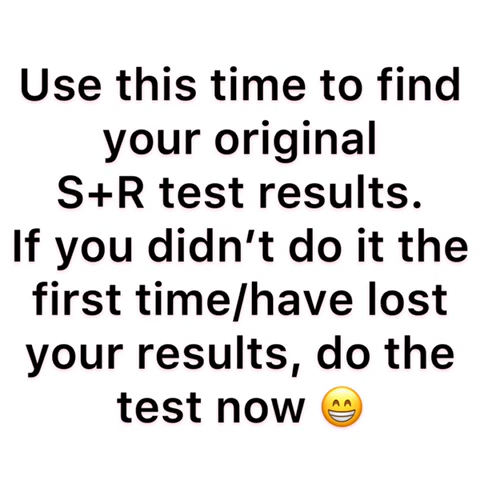 Use this time to find
your original
S+R test results.
If you didn’t do it the
first time/have lost
your results, do the
test now 😁